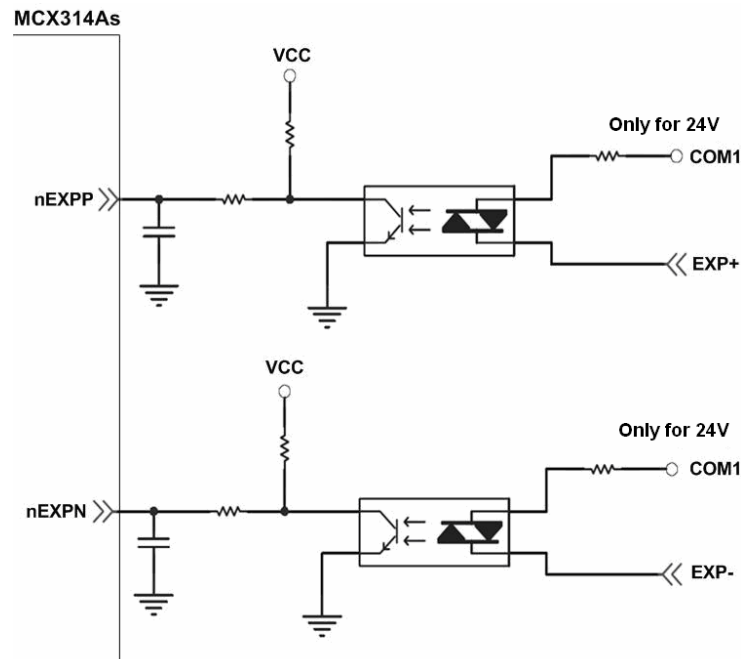 MCX314As
VCC
Only for 24V
COM1
nEXPP
EXP+
VCC
Only for 24V
COM1
nEXPN
EXP-